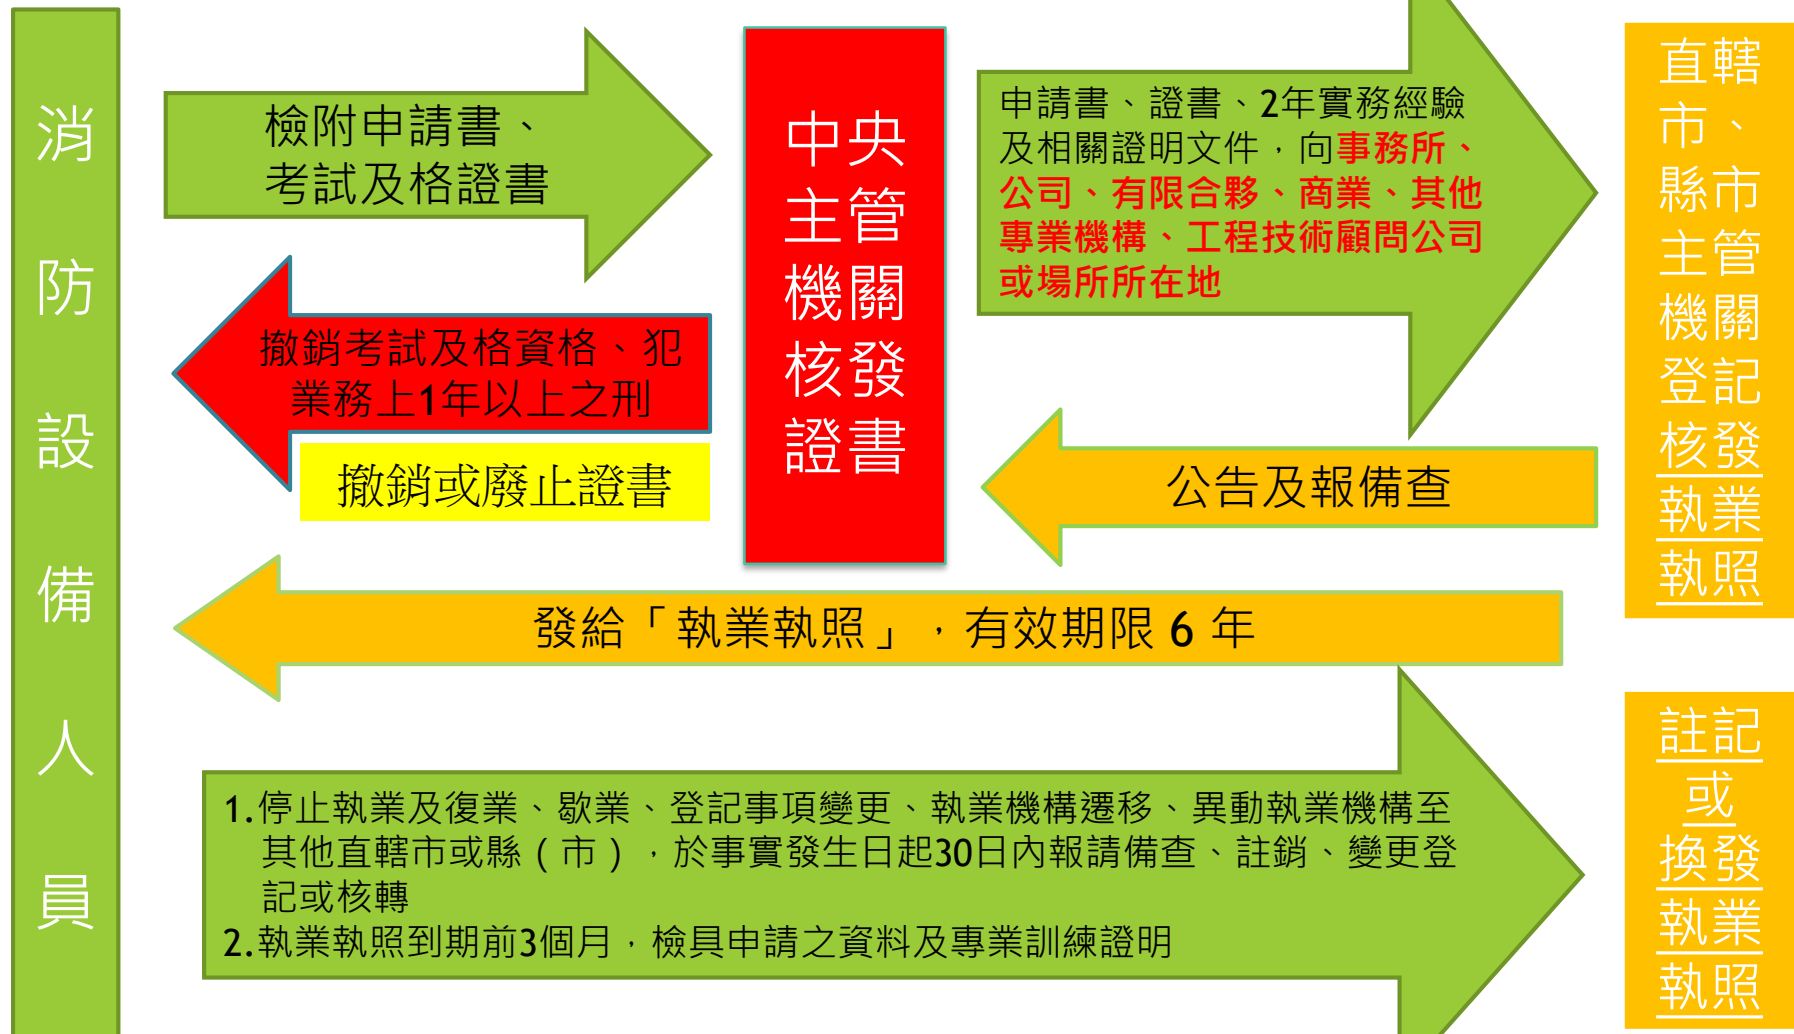 消
防
設
備
人
員
檢附申請書、
考試及格證書
撤銷考試及格資格、犯
業務上1年以上之刑
撤銷或廢止證書
中央
主管
機關
核發
證書
申請書、證書、2年實務經驗
及相關證明文件，向事務所、
公司、有限合夥、商業、其他
專業機構、工程技術顧問公司
或場所所在地
公告及報備查
直轄
市、
縣市
主管
機關
登記
核發
執業
執照
發給「執業執照」，有效期限 6 年
1.停止執業及復業、歇業、登記事項變更、執業機構遷移、異動執業機構至
其他直轄市或縣（市），於事實發生日起30日內報請備查、註銷、變更登
記或核轉
2.執業執照到期前3個月，檢具申請之資料及專業訓練證明
註記
或
換發
執業
執照